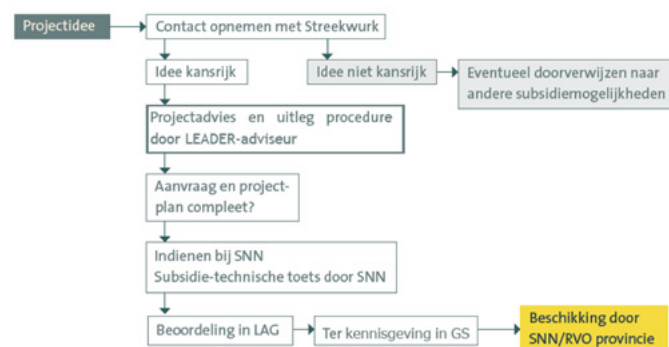 Projectidee
Contact opnemen met Streekwurk
Idee kansrijk
Idee niet kansrijk
Eventueel doorverwijzen naar
andere subsidiemogelijkheden
Projectadvies en uitleg procedure
door LEADER-adviseur
Aanvraag en project-
plan compleet?
Indienen bij SNN
Subsidie-technische toets door SNN
Beoordeling in LAG
Ter kennisgeving in GS
Beschikking door
SNN/RVO provincie